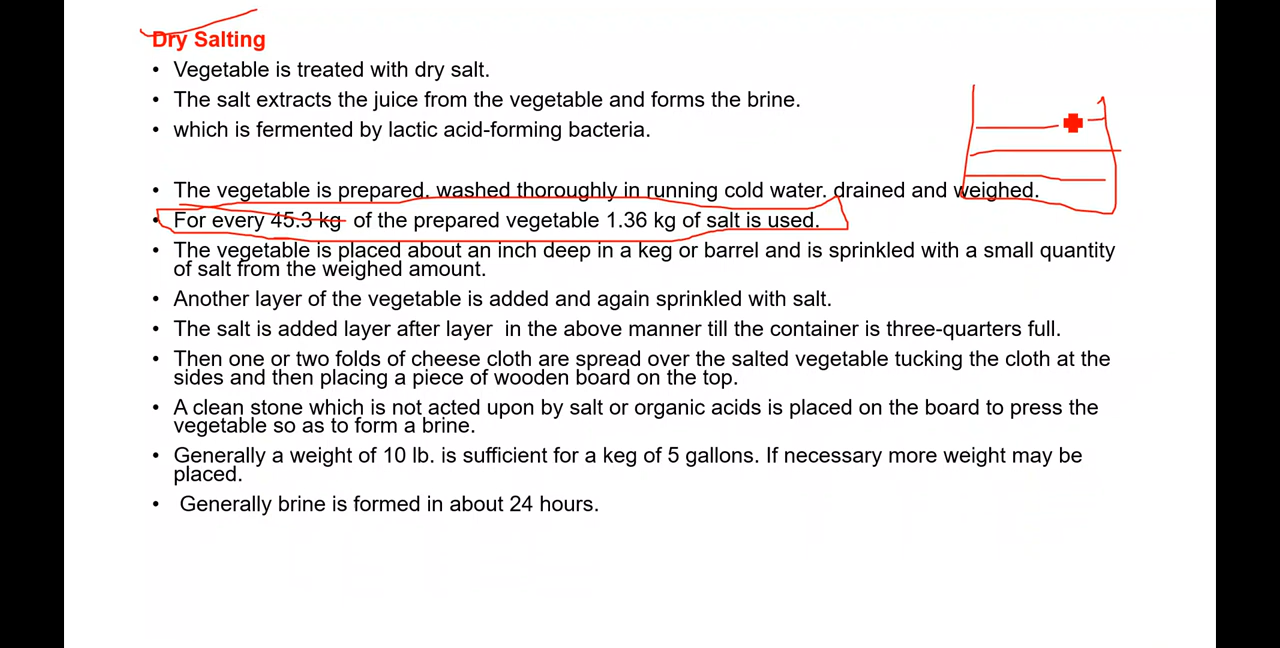 Dry Salting
• Vegetable is treated with dry salt.
• The salt extracts the juice from the vegetable and forms the brine.
• which is fermented by lactic acid-forming bacteria.
• The vegetable is prepared, washed thoroughly in running cold water, drained and weighed.
• For every 45.3 kg of the prepared vegetable 1.36 kg of salt is used.
• The vegetable is placed about an inch deep in a keg or barrel and is sprinkled with a small quantity
of salt from the weighed amount.
• Another layer of the vegetable is added and again sprinkled with salt.
• The salt is added layer after layer in the above manner till the container is three-quarters full.
• Then one or two folds of cheese cloth are spread over the salted vegetable tucking the cloth at the
sides and then placing a piece of wooden board on the top.
• A clean stone which is not acted upon by salt or organic acids is placed on the board to press the
vegetable so as to form a brine.
• Generally a weight of 10 lb. is sufficient for a keg of 5 gallons. If necessary more weight may be
placed.
• Generally brine is formed in about 24 hours.